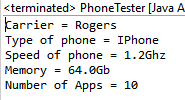 <terminated> PhoneTester [Java A
Carrier = Rogers
Type of phone = IPhone
Speed of phone = 1.2Ghz
Memory = 64.0Gb
Number of Apps = 10